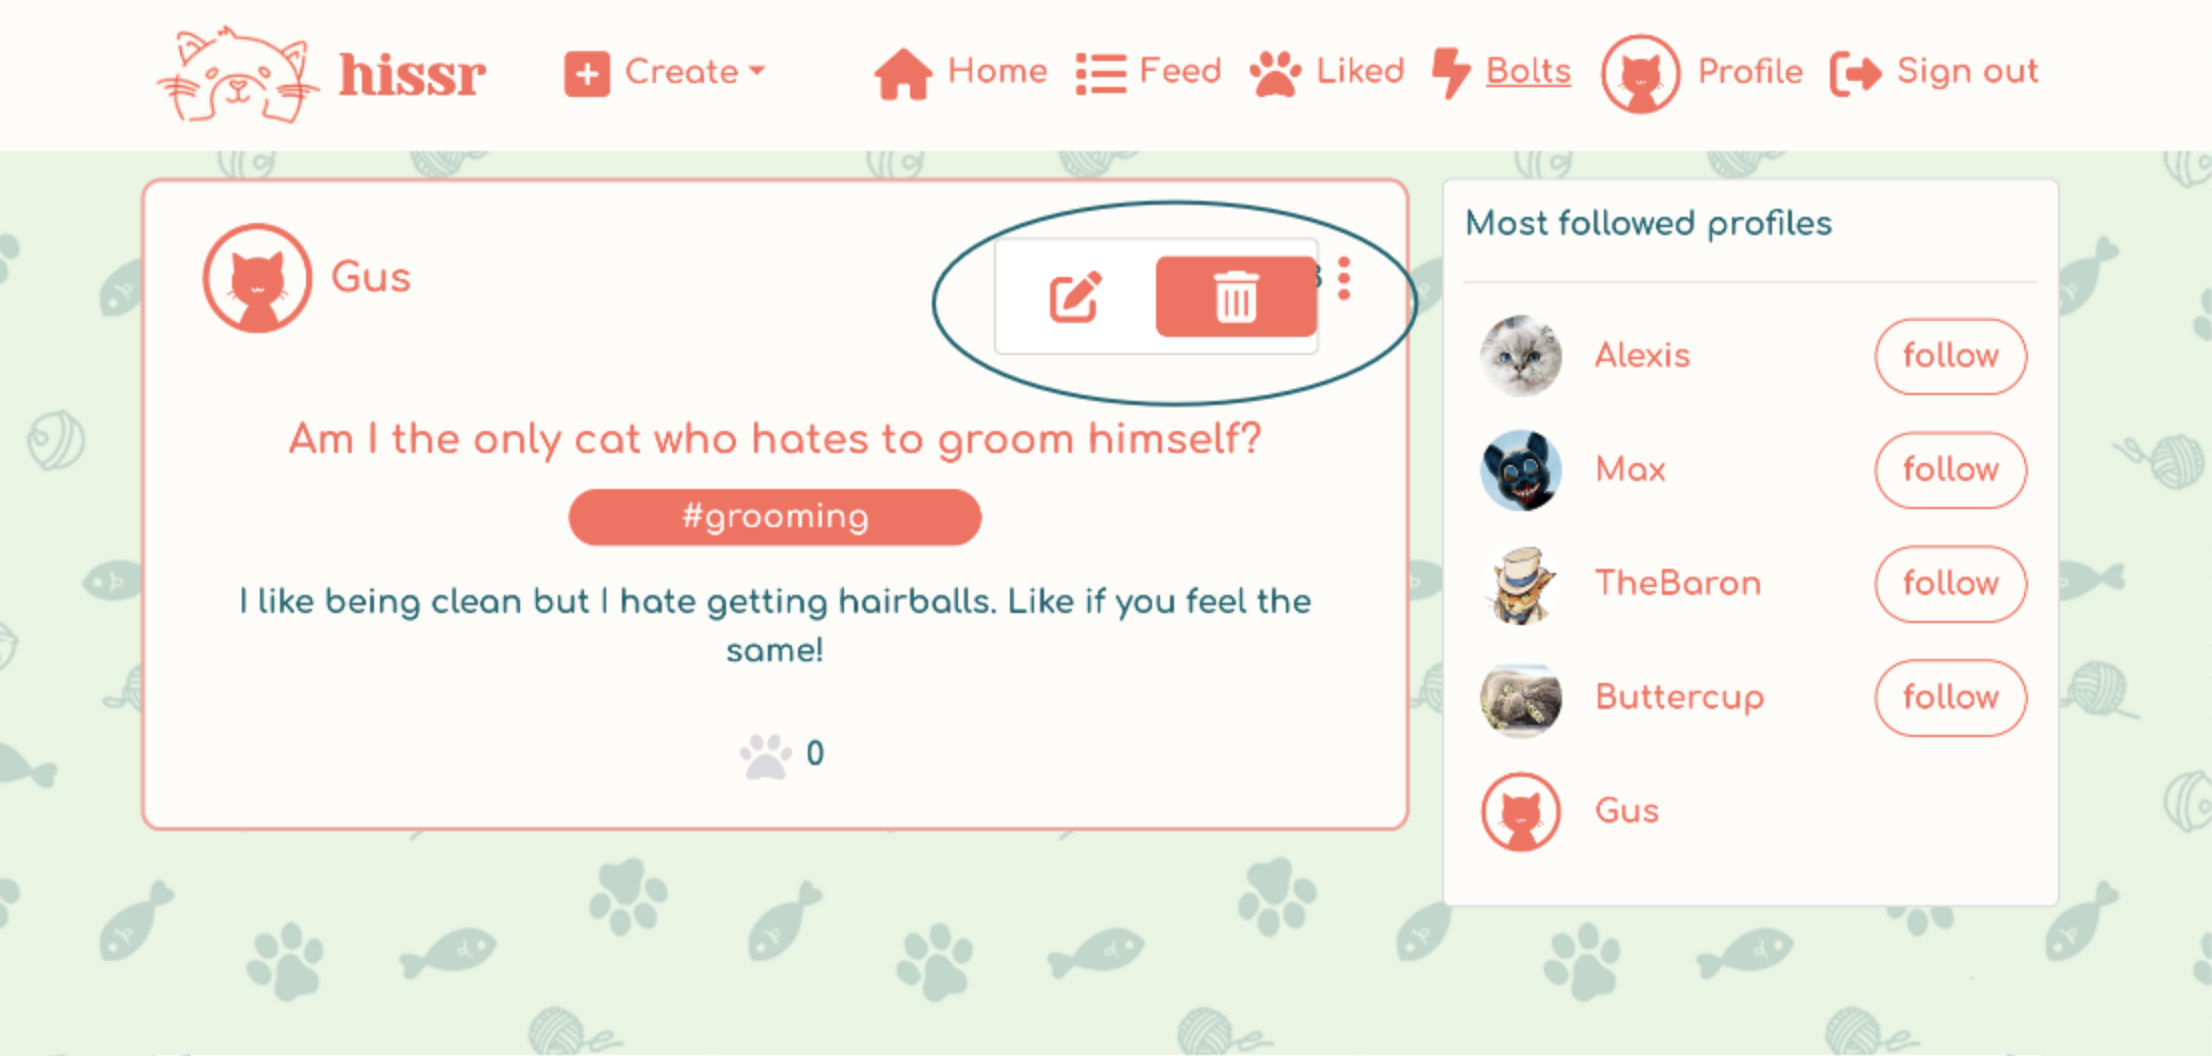 hissr
Create
Home
Feed
Liked
Bolts
Profile
Sign out
Gus
Am I the only cat who hates to groom himself?
#grooming
I like being clean but I hate getting hairballs. Like if you feel the
same!
0
Most followed profiles
Alexis
follow
Max
follow
TheBaron
follow
Buttercup
follow
Gus